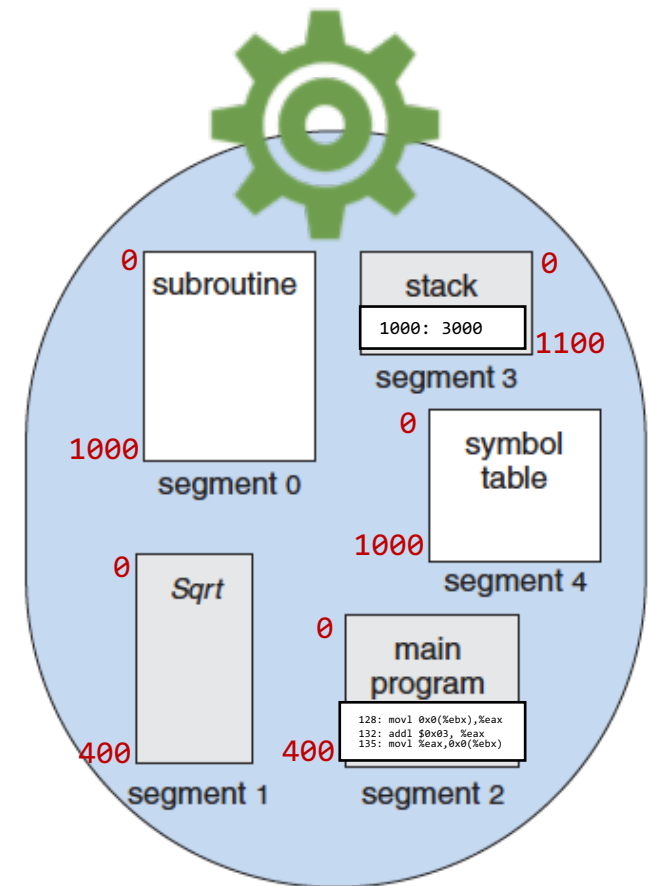 0
subroutine
1000
segment 0
0
stack
1000: 3000
1100
segment 3
0
symbol
table
1000
segment 4
0
Sqrt
400
segment 1
0
main
program
128: movl 0x0(%ebx),%eax
132: addl $0x03, %eax
135: movl %eax,0x0(%ebx)
400
segment 2